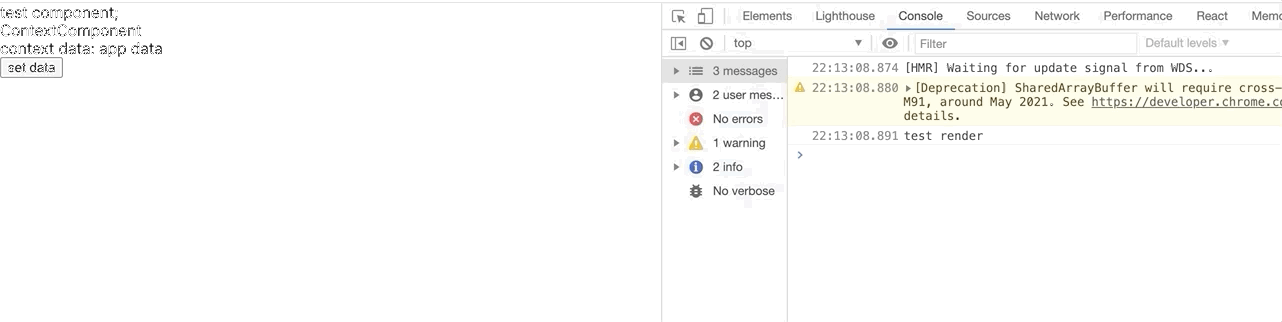 test component;
ContextComponent
context data: app data
set data
Elements Lighthouse Console Sources Network Performance React Mem
top Filter Default levels
3 messages
2 user mes...
No errors
1 warning
2 info
No verbose
22:13:08.874 [HMR] Waiting for update signal from WDS...
22:13:08.880 [Deprecation] SharedArrayBuffer will require cross-
M91, around May 2021. See https://developer.chrome.co
details.
22:13:08.891 test render